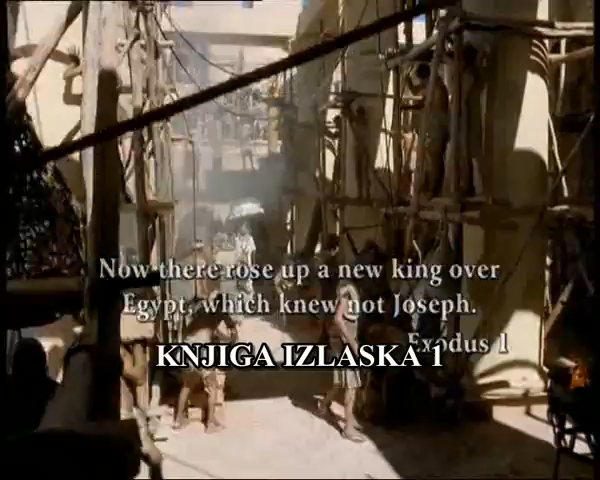 Now there rose up a new king over
Egypt, which knew not Joseph.
Exodus 1
KNJIGA IZLASKA 1